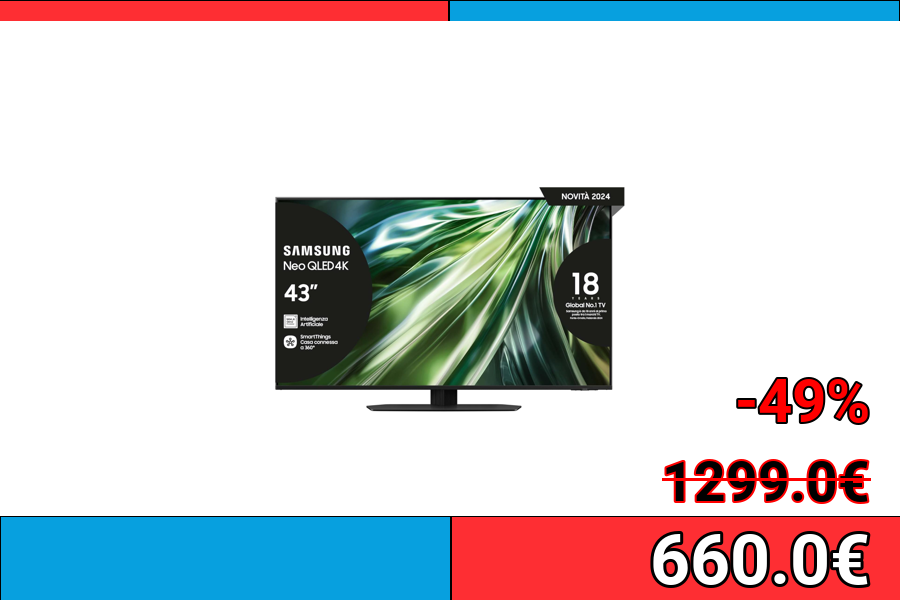 NOVITÀ 2024
SAMSUNG
Neo QLED 4K
43"
Intelligenza
Artificiale
SmartThings
Casa connessa
a 360°
18
YEARS
Global No.1 TV
-49%
1299.0€
660.0€